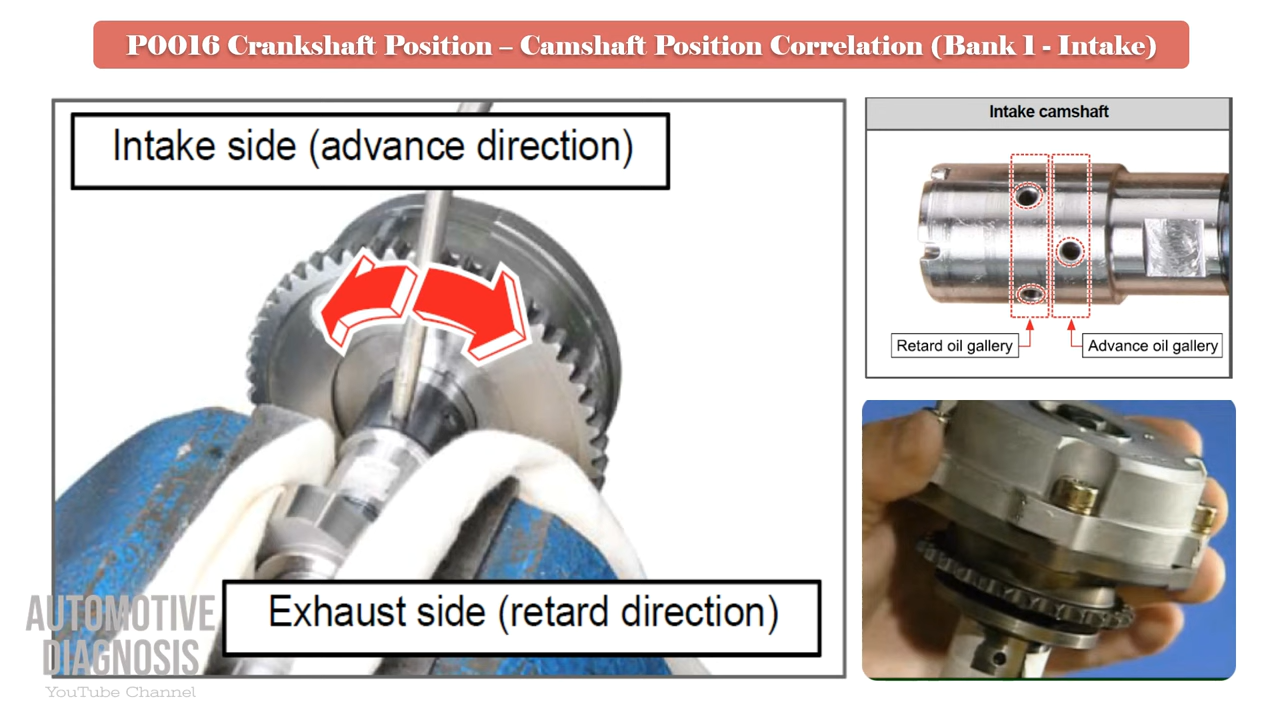 P0016 Crankshaft Position – Camshaft Position Correlation (Bank 1 - Intake)
Intake side (advance direction)
Exhaust side (retard direction)
Intake camshaft
Retard oil gallery
Advance oil gallery
AUTOMOTIVE
DIAGNOSIS
YouTube Channel